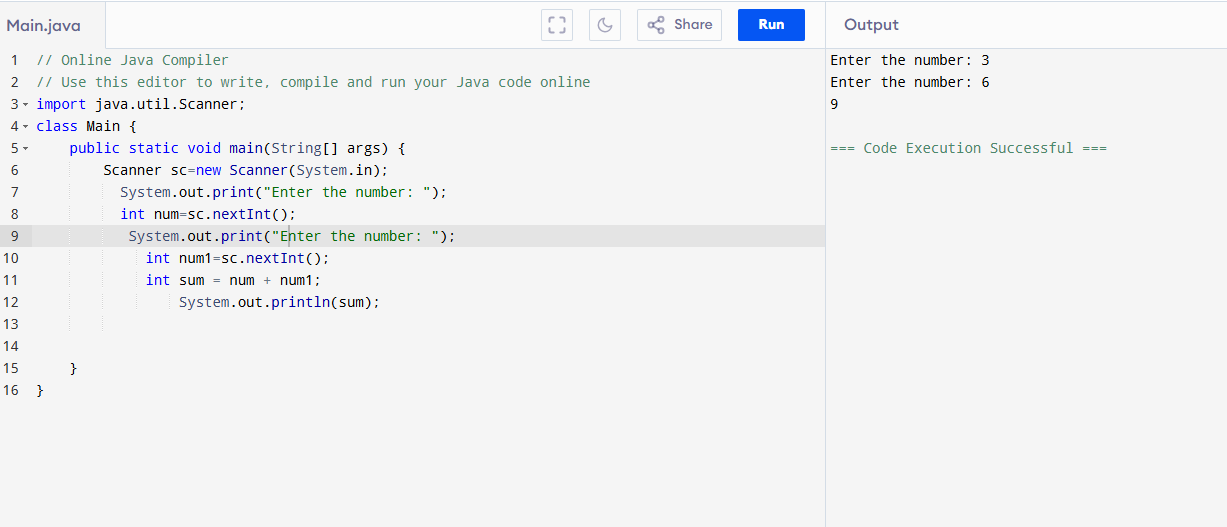 Main.java
Share
Run
Output
1 // Online Java Compiler
2 // Use this editor to write, compile and run your Java code online
3 import java.util.Scanner;
4 class Main {
5     public static void main(String[] args) {
6         Scanner sc=new Scanner(System.in);
7           System.out.print("Enter the number: ");
8           int num=sc.nextInt();
9            System.out.print("Enter the number: ");
10             int num1=sc.nextInt();
11             int sum = num + num1;
12                 System.out.println(sum);
13
14
15     }
16 }
Enter the number: 3
Enter the number: 6
9
=== Code Execution Successful ===